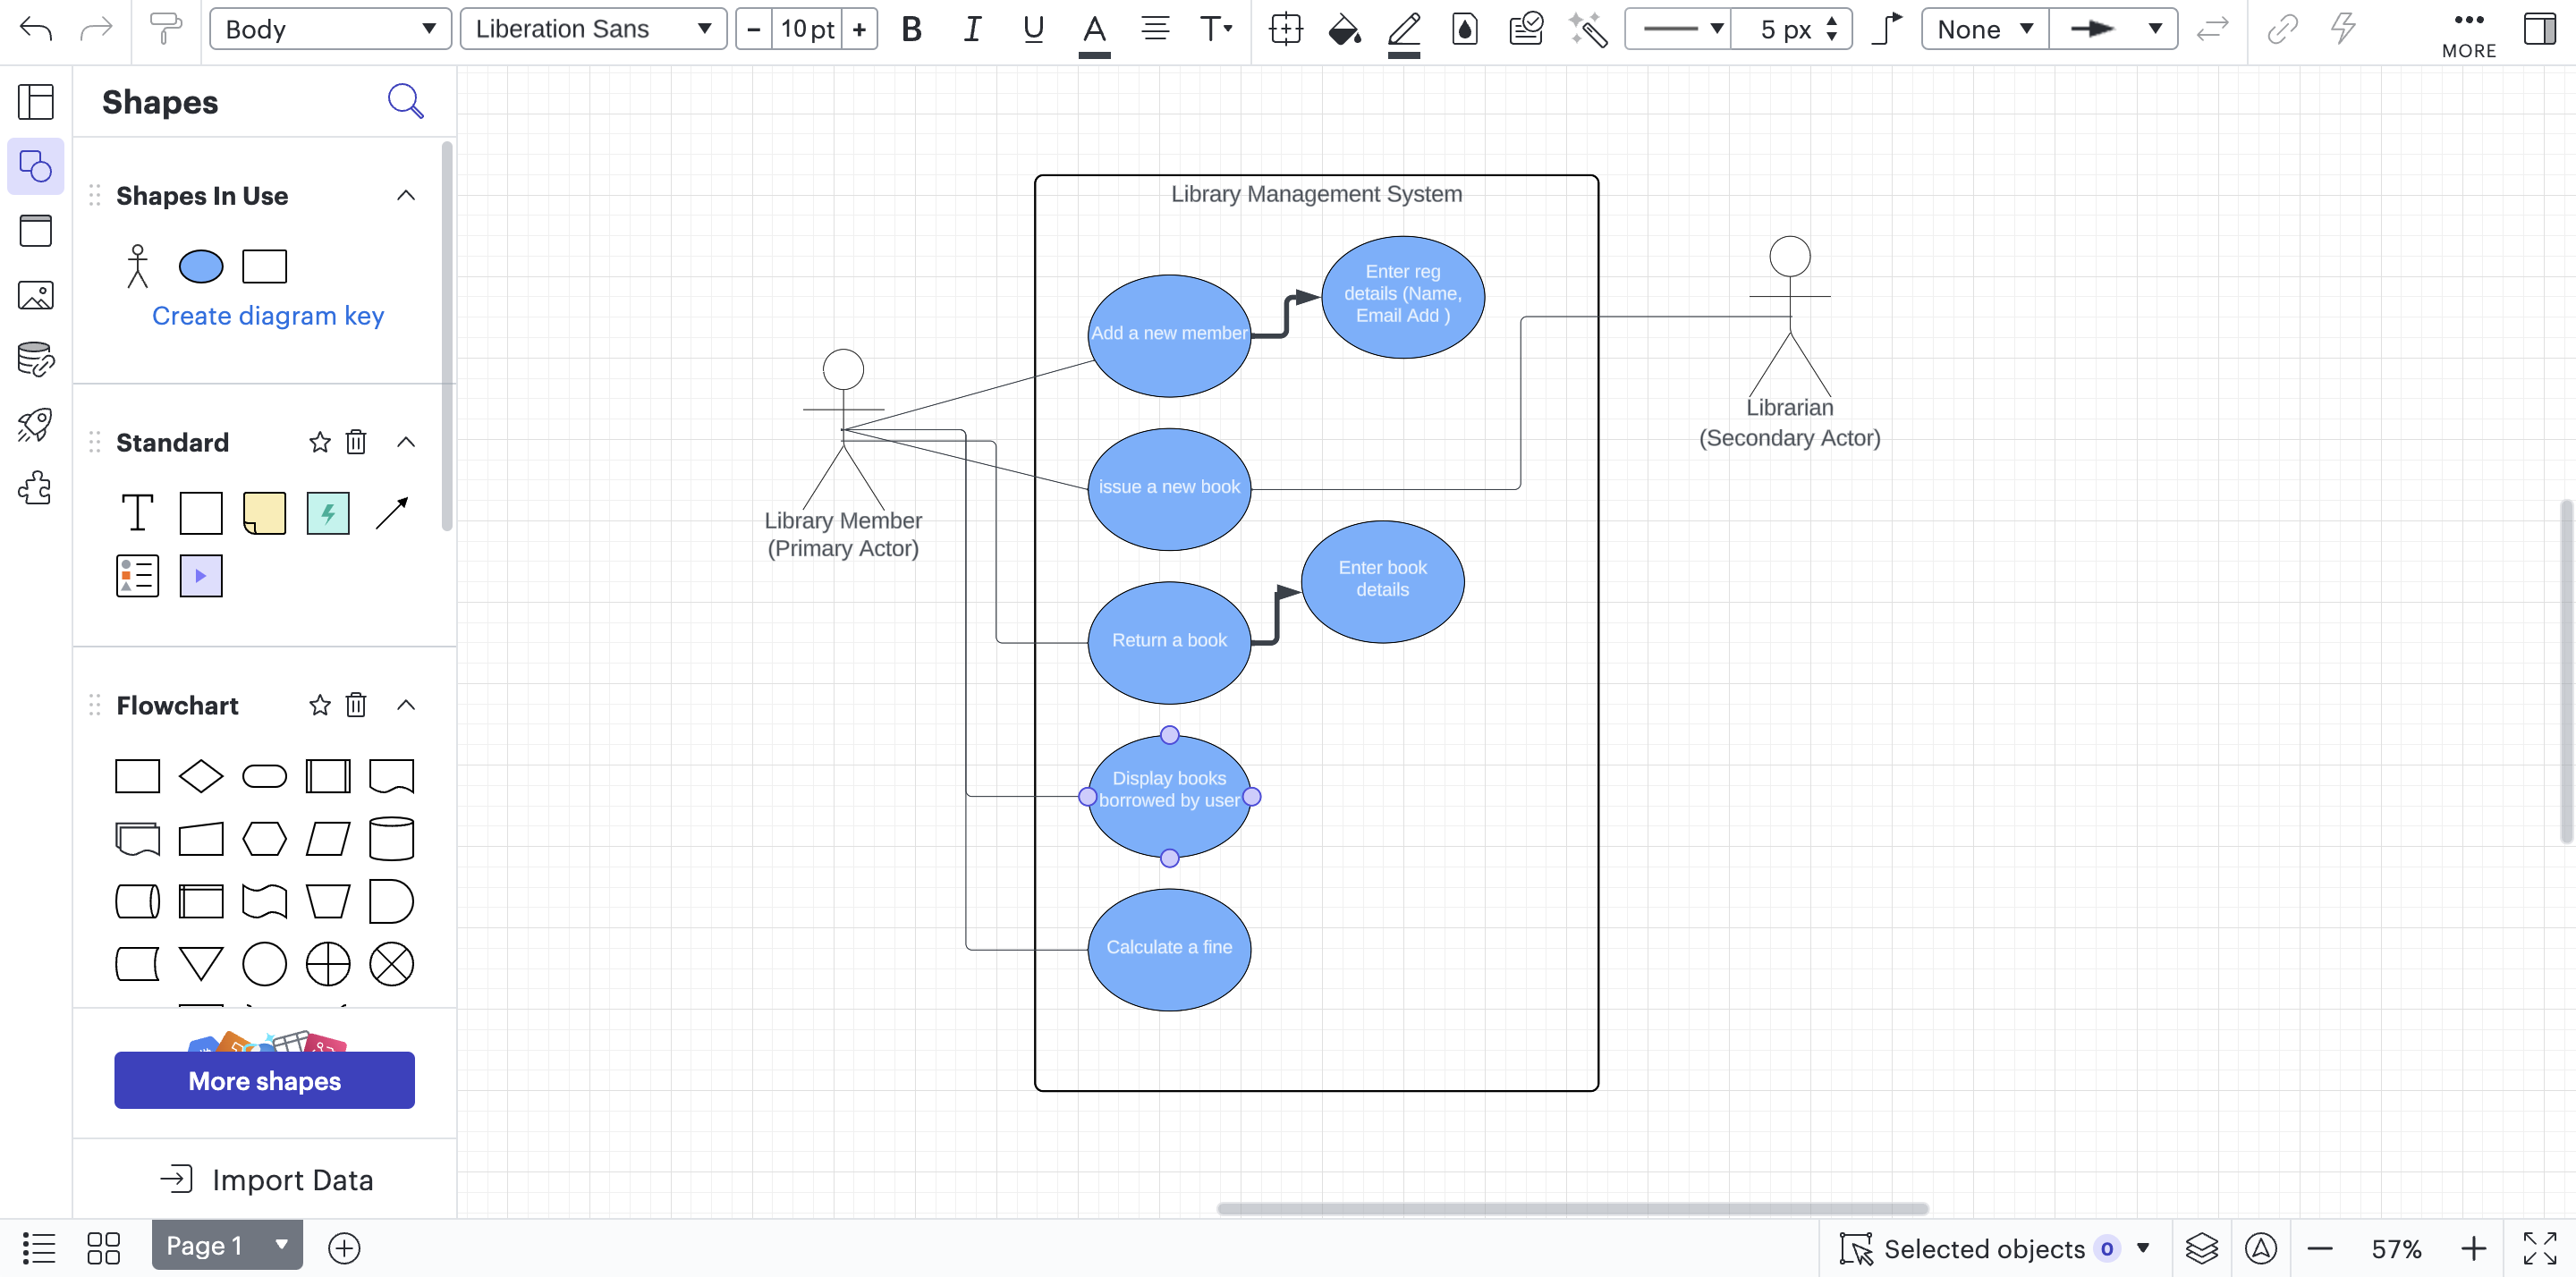 Body
Liberation Sans
− 10 pt +
B I U A T
5 px
None
MORE
Shapes
Shapes In Use
Create diagram key
Standard
T
Flowchart
More shapes
Import Data
Library Management System
Enter reg
details (Name,
Email Add )
Add a new member
Librarian
(Secondary Actor)
issue a new book
Library Member
(Primary Actor)
Enter book
details
Return a book
Display books
borrowed by user
Calculate a fine
Page 1
Selected objects 0
57%